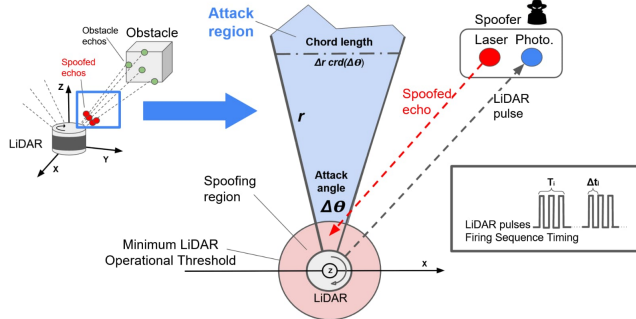 Obstacle
echos
Obstacle
Spoofed
echos
Z
LiDAR
X
Y
Attack
region
Chord length
Δr crd(Δϴ)
r
Attack
angle
Δϴ
Spoofing
region
Minimum LiDAR
Operational Threshold
Z
LiDAR
X
Spoofer
Laser
Photo.
Spoofed
echo
LiDAR
pulse
Tᵢ
Δtᵢ
LiDAR pulses
Firing Sequence Timing